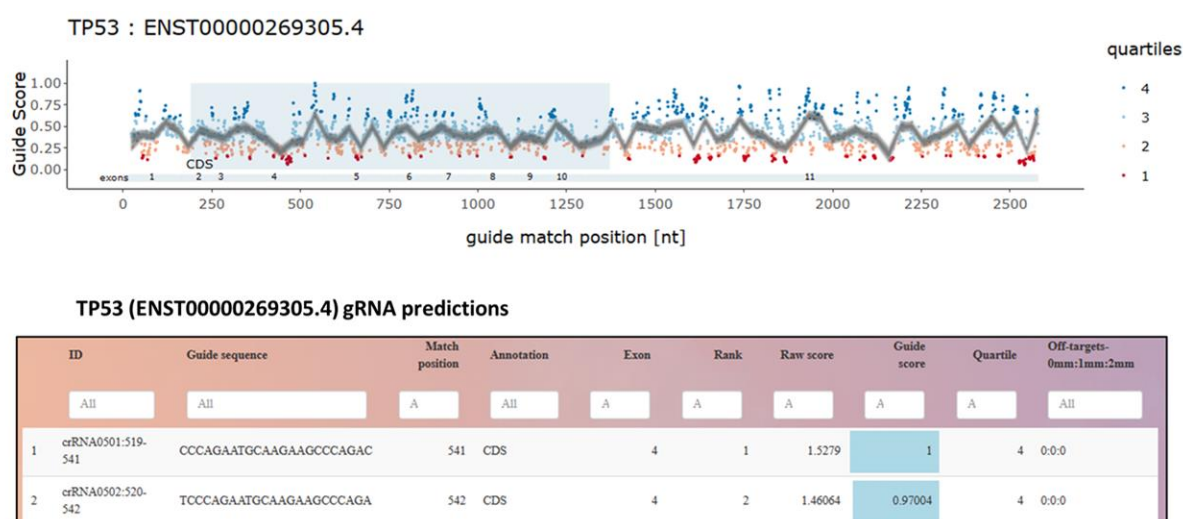 TP53 : ENST00000269305.4
quartiles
1.00
0.75
0.50
0.25
0.00
Guide Score
4
3
2
1
CDS
exons 1 2 3 4 5 6 7 8 9 10 11
0 250 500 750 1000 1250 1500 1750 2000 2250 2500
guide match position [nt]
TP53 (ENST00000269305.4) gRNA predictions
ID Guide sequence Match position Annotation Exon Rank Raw score Guide score Quartile Off-targets-0mm:1mm:2mm
All All A All A A A A A All
1 crRNA0501:519-541 CCCAGAATGCAAGAAGCCCAGAC 541 CDS 4 1 1.5279 1 4 0:0:0
2 crRNA0502:520-542 TCCCAGAATGCAAGAAGCCCAGA 542 CDS 4 2 1.46064 0.97004 4 0:0:0